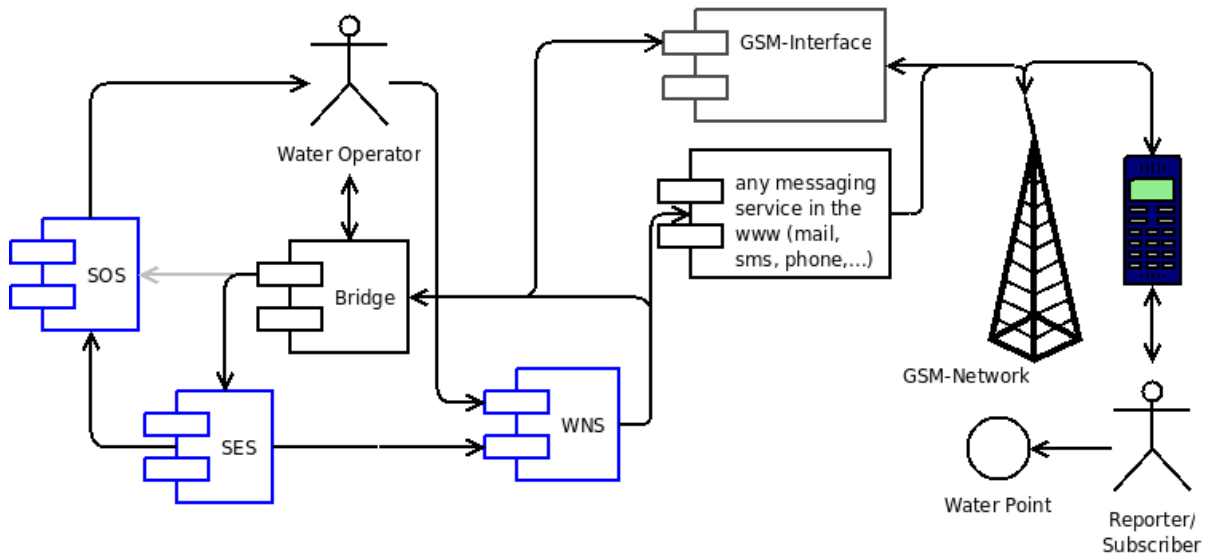 GSM-Interface
Water Operator
any messaging
service in the
www (mail,
sms, phone,...)
SOS
Bridge
GSM-Network
WNS
SES
Water Point
Reporter/
Subscriber